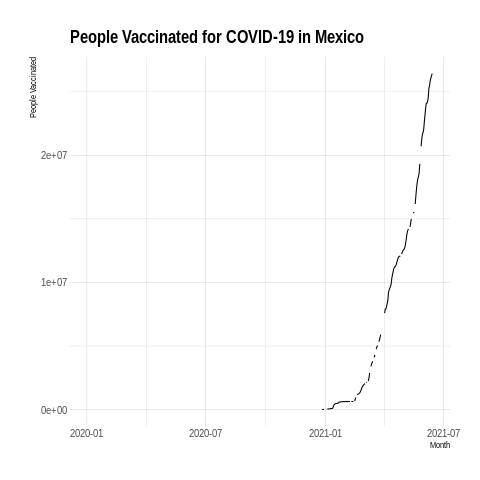 People Vaccinated for COVID-19 in Mexico
People Vaccinated
2e+07
1e+07
0e+00
2020-01 2020-07 2021-01 2021-07
Month